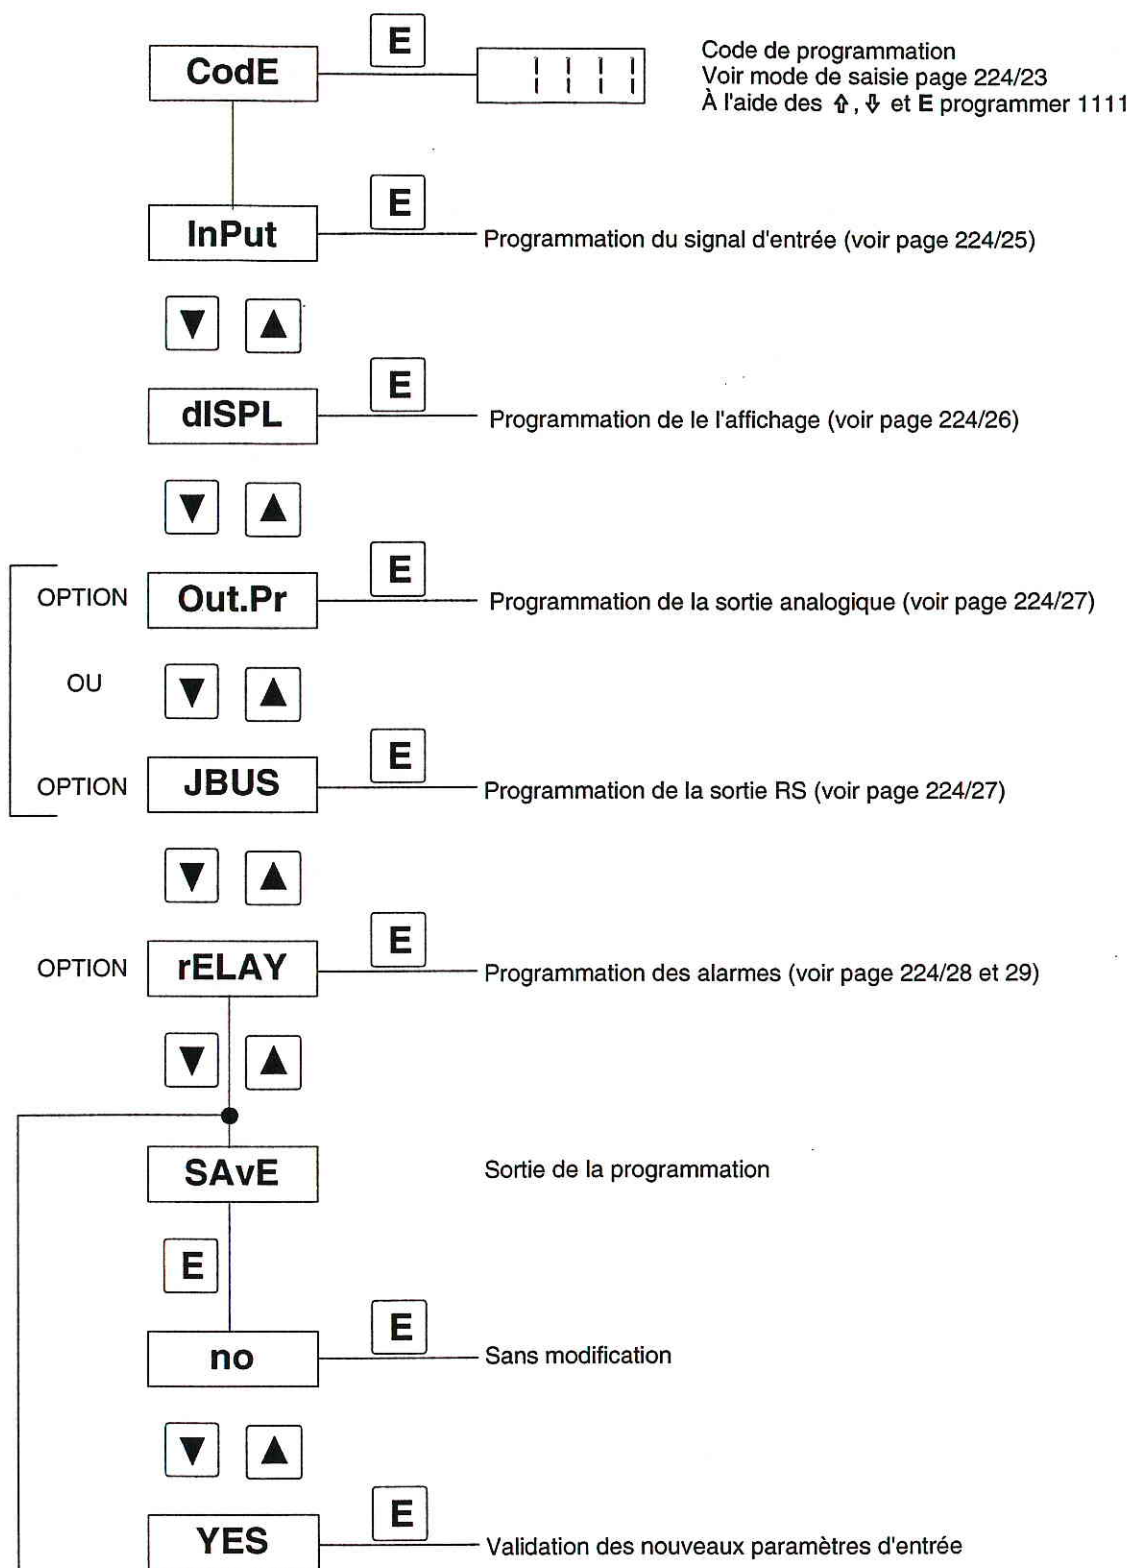 E
CodE
1111
Code de programmation
Voir mode de saisie page 224/23
À l'aide des ⇧, ⇩ et E programmer 1111
E
InPut
Programmation du signal d'entrée (voir page 224/25)
▼ ▲
E
dISPL
Programmation de le l'affichage (voir page 224/26)
▼ ▲
E
OPTION Out.Pr
Programmation de la sortie analogique (voir page 224/27)
OU
▼ ▲
E
OPTION JBUS
Programmation de la sortie RS (voir page 224/27)
▼ ▲
E
OPTION rELAY
Programmation des alarmes (voir page 224/28 et 29)
▼ ▲
SAvE
Sortie de la programmation
E
E
no
Sans modification
▼ ▲
E
YES
Validation des nouveaux paramètres d'entrée